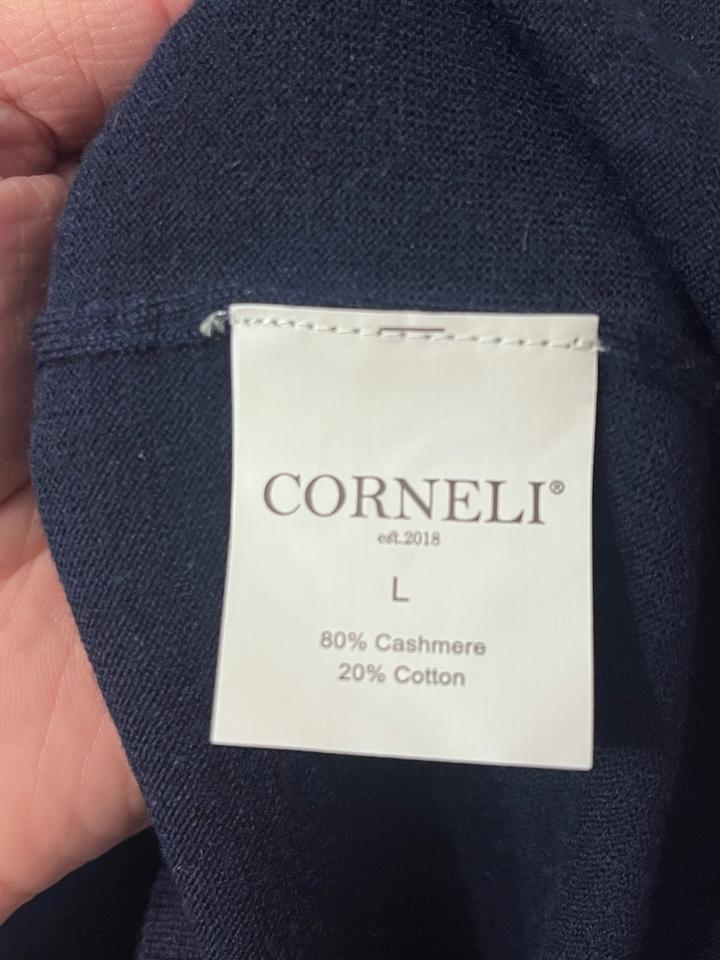 CORNELI®
est.2018
L
80% Cashmere
20% Cotton